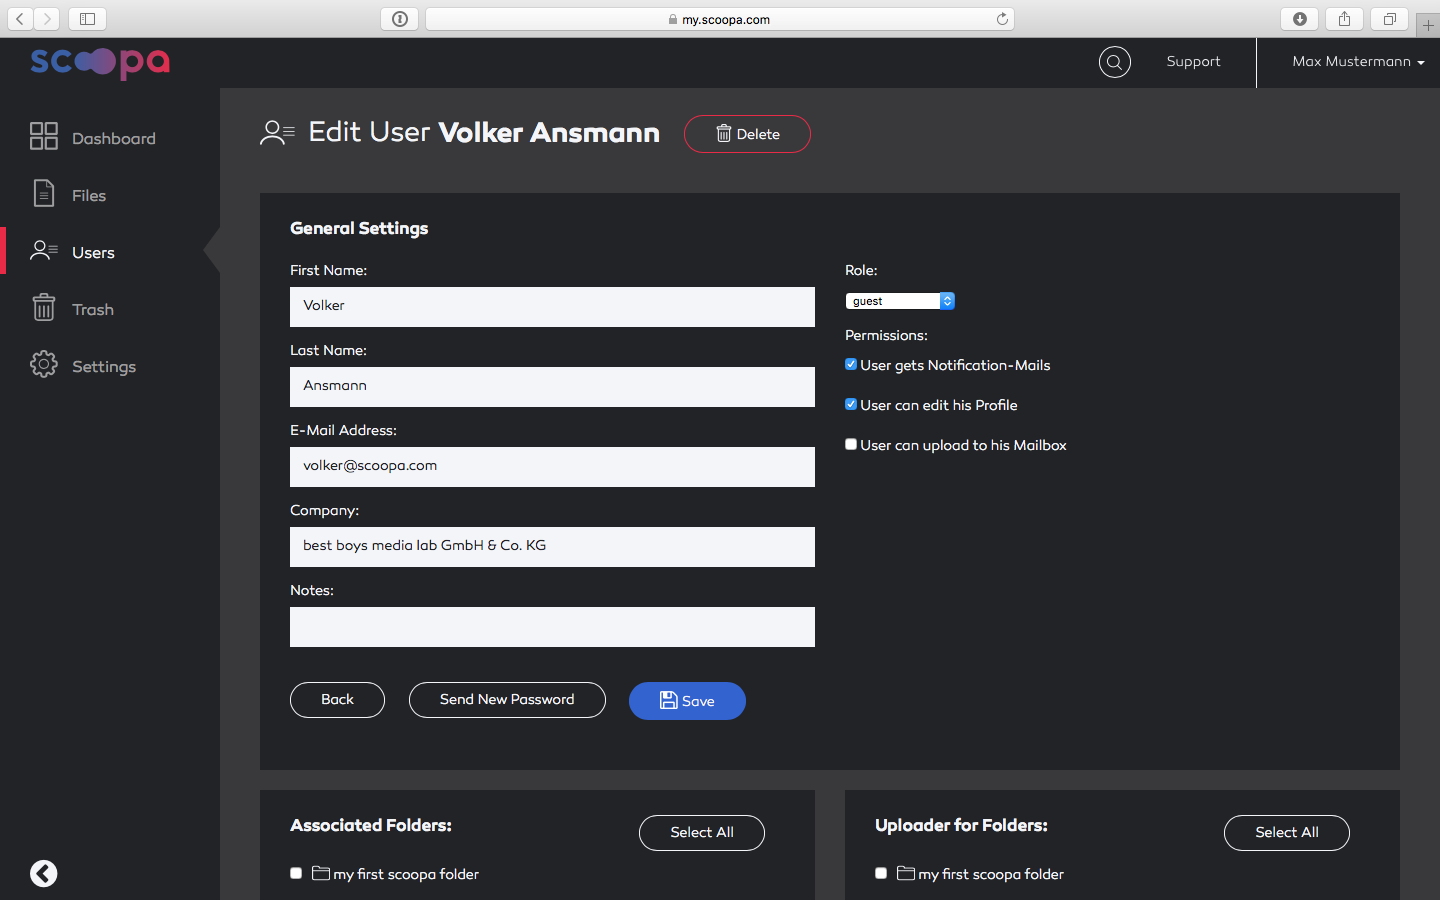 my.scoopa.com
scoopa
Support
Max Mustermann
Dashboard
Files
Users
Trash
Settings
Edit User Volker Ansmann
Delete
General Settings
First Name:
Volker
Last Name:
Ansmann
E-Mail Address:
volker@scoopa.com
Company:
best boys media lab GmbH & Co. KG
Notes:
Role:
guest
Permissions:
User gets Notification-Mails
User can edit his Profile
User can upload to his Mailbox
Back
Send New Password
Save
Associated Folders:
Select All
my first scoopa folder
Uploader for Folders:
Select All
my first scoopa folder